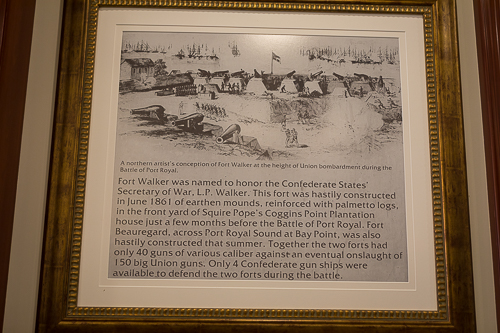 A northern artist's conception of Fort Walker at the height of Union bombardment during the
Battle of Port Royal.
Fort Walker was named to honor the Confederate States'
Secretary of War, L.P. Walker. This fort was hastily constructed
in June 1861 of earthen mounds, reinforced with palmetto logs,
in the front yard of Squire Pope's Coggins Point Plantation
house just a few months before the Battle of Port Royal. Fort
Beauregard, across Port Royal Sound at Bay Point, was also
hastily constructed that summer. Together the two forts had
only 40 guns of various caliber against an eventual onslaught of
150 big Union guns. Only 4 Confederate gun ships were
available to defend the two forts during the battle.